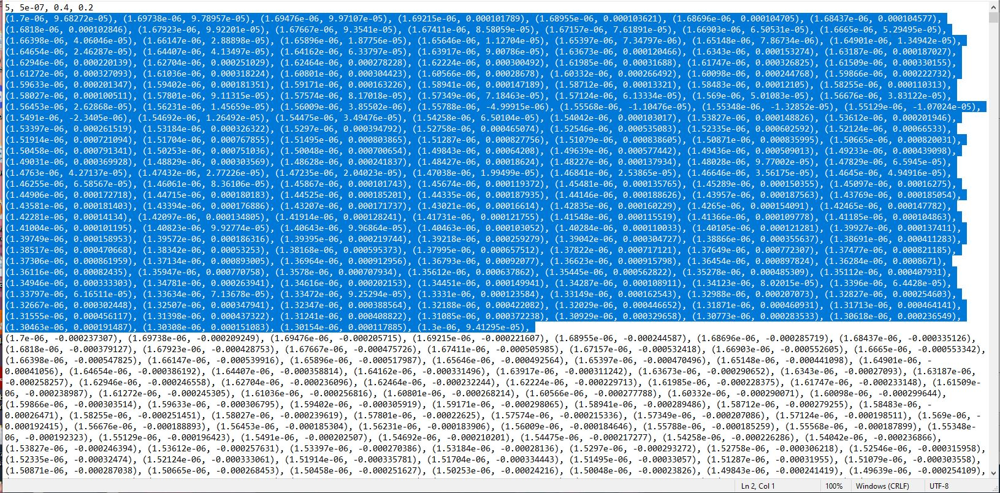 5, 5e-07, 0.4, 0.2
(1.7e-06, 9.68272e-05), (1.69738e-06, 9.78957e-05), (1.69476e-06, 9.97107e-05), (1.69215e-06, 0.000101789), (1.68955e-06, 0.000103621), (1.68696e-06, 0.000104705), (1.68437e-06, 0.000104577),
(1.6818e-06, 0.000102846), (1.67923e-06, 9.92201e-05), (1.67667e-06, 9.3541e-05), (1.67411e-06, 8.58059e-05), (1.67157e-06, 7.61891e-05), (1.66903e-06, 6.50531e-05), (1.6665e-06, 5.29495e-05),
(1.66398e-06, 4.06046e-05), (1.66147e-06, 2.88898e-05), (1.65896e-06, 1.87756e-05), (1.65646e-06, 1.12704e-05), (1.65397e-06, 7.34797e-06), (1.65148e-06, 7.86734e-06), (1.64901e-06, 1.34942e-05),
(1.64654e-06, 2.46287e-05), (1.64407e-06, 4.13497e-05), (1.64162e-06, 6.33797e-05), (1.63917e-06, 9.00786e-05), (1.63673e-06, 0.000120466), (1.6343e-06, 0.000153274), (1.63187e-06, 0.000187027),
(1.62946e-06, 0.000220139), (1.62704e-06, 0.000251029), (1.62464e-06, 0.000278228), (1.62224e-06, 0.000300492), (1.61985e-06, 0.00031688), (1.61747e-06, 0.000326825), (1.61509e-06, 0.000330155),
(1.61272e-06, 0.000327093), (1.61036e-06, 0.000318224), (1.60801e-06, 0.000304423), (1.60566e-06, 0.00028678), (1.60332e-06, 0.000266492), (1.60098e-06, 0.000244768), (1.59866e-06, 0.000222732),
(1.59633e-06, 0.000201347), (1.59402e-06, 0.000181351), (1.59171e-06, 0.000163226), (1.58941e-06, 0.000147189), (1.58712e-06, 0.00013321), (1.58483e-06, 0.00012105), (1.58255e-06, 0.000110313),
(1.58027e-06, 0.000100511), (1.57801e-06, 9.11315e-05), (1.57574e-06, 8.17018e-05), (1.57349e-06, 7.18463e-05), (1.57124e-06, 6.13334e-05), (1.569e-06, 5.01083e-05), (1.56676e-06, 3.83122e-05),
(1.56453e-06, 2.62868e-05), (1.56231e-06, 1.45659e-05), (1.56009e-06, 3.85502e-06), (1.55788e-06, -4.99915e-06), (1.55568e-06, -1.10476e-05), (1.55348e-06, -1.32852e-05), (1.55129e-06, -1.07024e-05),
(1.5491e-06, -2.3405e-06), (1.54692e-06, 1.26492e-05), (1.54475e-06, 3.49476e-05), (1.54258e-06, 6.50104e-05), (1.54042e-06, 0.000103017), (1.53827e-06, 0.000148826), (1.53612e-06, 0.000201946),
(1.53397e-06, 0.000261519), (1.53184e-06, 0.000326322), (1.5297e-06, 0.000394792), (1.52758e-06, 0.000465074), (1.52546e-06, 0.000535083), (1.52335e-06, 0.000602592), (1.52124e-06, 0.00066533),
(1.51914e-06, 0.000721094), (1.51704e-06, 0.000767855), (1.51495e-06, 0.000803865), (1.51287e-06, 0.000827756), (1.51079e-06, 0.000838605), (1.50871e-06, 0.000835995), (1.50665e-06, 0.000820031),
(1.50458e-06, 0.000791341), (1.50253e-06, 0.000751036), (1.50048e-06, 0.000700654), (1.49843e-06, 0.00064208), (1.49639e-06, 0.000577442), (1.49436e-06, 0.000509013), (1.49233e-06, 0.000439098),
(1.49031e-06, 0.000369928), (1.48829e-06, 0.000303569), (1.48628e-06, 0.000241837), (1.48427e-06, 0.00018624), (1.48227e-06, 0.000137934), (1.48028e-06, 9.77002e-05), (1.47829e-06, 6.5945e-05),
(1.4763e-06, 4.27137e-05), (1.47432e-06, 2.77226e-05), (1.47235e-06, 2.04023e-05), (1.47038e-06, 1.99499e-05), (1.46841e-06, 2.53865e-05), (1.46646e-06, 3.56175e-05), (1.4645e-06, 4.94916e-05),
(1.46255e-06, 6.58567e-05), (1.46061e-06, 8.36106e-05), (1.45867e-06, 0.000101743), (1.45674e-06, 0.000119372), (1.45481e-06, 0.000135765), (1.45289e-06, 0.000150355), (1.45097e-06, 0.00016275),
(1.44906e-06, 0.000172718), (1.44715e-06, 0.000180183), (1.44525e-06, 0.000185201), (1.44335e-06, 0.000187935), (1.44146e-06, 0.000188626), (1.43957e-06, 0.000187563), (1.43769e-06, 0.000185054),
(1.43581e-06, 0.000181403), (1.43394e-06, 0.000176886), (1.43207e-06, 0.000171737), (1.43021e-06, 0.00016614), (1.42835e-06, 0.000160229), (1.4265e-06, 0.000154091), (1.42465e-06, 0.000147782),
(1.42281e-06, 0.00014134), (1.42097e-06, 0.000134805), (1.41914e-06, 0.000128241), (1.41731e-06, 0.000121755), (1.41548e-06, 0.000115519), (1.41366e-06, 0.000109778), (1.41185e-06, 0.000104863),
(1.41004e-06, 0.000101195), (1.40823e-06, 9.92774e-05), (1.40643e-06, 9.96864e-05), (1.40463e-06, 0.000103052), (1.40284e-06, 0.000110033), (1.40105e-06, 0.000121281), (1.39927e-06, 0.000137411),
(1.39749e-06, 0.000158953), (1.39572e-06, 0.000186316), (1.39395e-06, 0.000219744), (1.39218e-06, 0.000259279), (1.39042e-06, 0.000304727), (1.38866e-06, 0.000355637), (1.38691e-06, 0.000411283),
(1.38517e-06, 0.000470668), (1.38342e-06, 0.00053253), (1.38168e-06, 0.000595373), (1.37995e-06, 0.000657512), (1.37822e-06, 0.000717121), (1.37649e-06, 0.000772307), (1.37477e-06, 0.000821185),
(1.37306e-06, 0.000861959), (1.37134e-06, 0.000893005), (1.36964e-06, 0.000912956), (1.36793e-06, 0.00092077), (1.36623e-06, 0.000915798), (1.36454e-06, 0.000897824), (1.36284e-06, 0.0008671),
(1.36116e-06, 0.00082435), (1.35947e-06, 0.000770758), (1.3578e-06, 0.000707934), (1.35612e-06, 0.000637862), (1.35445e-06, 0.000562822), (1.35278e-06, 0.000485309), (1.35112e-06, 0.000407931),
(1.34946e-06, 0.000333303), (1.34781e-06, 0.000263941), (1.34616e-06, 0.000202153), (1.34451e-06, 0.000149941), (1.34287e-06, 0.000108911), (1.34123e-06, 8.02015e-05), (1.3396e-06, 6.4428e-05),
(1.33797e-06, 6.16511e-05), (1.33634e-06, 7.13678e-05), (1.33472e-06, 9.25294e-05), (1.3331e-06, 0.000123584), (1.33149e-06, 0.000162543), (1.32988e-06, 0.000207073), (1.32827e-06, 0.000254603),
(1.32667e-06, 0.000302448), (1.32507e-06, 0.000347941), (1.32347e-06, 0.000388564), (1.32188e-06, 0.000422082), (1.32029e-06, 0.000446652), (1.31871e-06, 0.000460931), (1.31713e-06, 0.000464141),
(1.31555e-06, 0.000456117), (1.31398e-06, 0.000437322), (1.31241e-06, 0.000408822), (1.31085e-06, 0.000372238), (1.30929e-06, 0.000329658), (1.30773e-06, 0.000283533), (1.30618e-06, 0.000236549),
(1.30463e-06, 0.000191487), (1.30308e-06, 0.000151083), (1.30154e-06, 0.000117885), (1.3e-06, 9.41295e-05),
(1.7e-06, -0.000237307), (1.69738e-06, -0.000209249), (1.69476e-06, -0.000205715), (1.69215e-06, -0.000221607), (1.68955e-06, -0.000244587), (1.68696e-06, -0.000285719), (1.68437e-06, -0.000335126),
(1.6818e-06, -0.000379127), (1.67923e-06, -0.000428753), (1.67667e-06, -0.000475726), (1.67411e-06, -0.000505985), (1.67157e-06, -0.000532418), (1.66903e-06, -0.000552605), (1.6665e-06, -0.000553342),
(1.66398e-06, -0.000547825), (1.66147e-06, -0.000539916), (1.65896e-06, -0.000517987), (1.65646e-06, -0.000492564), (1.65397e-06, -0.000470496), (1.65148e-06, -0.000441098), (1.64901e-06, -
0.00041056), (1.64654e-06, -0.000386192), (1.64407e-06, -0.000358814), (1.64162e-06, -0.000331496), (1.63917e-06, -0.000311242), (1.63673e-06, -0.000290652), (1.6343e-06, -0.00027093), (1.63187e-06,
-0.000258257), (1.62946e-06, -0.000246558), (1.62704e-06, -0.000236096), (1.62464e-06, -0.000232244), (1.62224e-06, -0.000229713), (1.61985e-06, -0.000228375), (1.61747e-06, -0.000233148), (1.61509e-
06, -0.000238987), (1.61272e-06, -0.000245305), (1.61036e-06, -0.000256816), (1.60801e-06, -0.000268214), (1.60566e-06, -0.000277788), (1.60332e-06, -0.000290071), (1.60098e-06, -0.000299644),
(1.59866e-06, -0.000303514), (1.59633e-06, -0.000306795), (1.59402e-06, -0.000305919), (1.59171e-06, -0.000298065), (1.58941e-06, -0.000289486), (1.58712e-06, -0.000279255), (1.58483e-06, -
0.00026471), (1.58255e-06, -0.000251451), (1.58027e-06, -0.000239619), (1.57801e-06, -0.00022625), (1.57574e-06, -0.000215336), (1.57349e-06, -0.000207086), (1.57124e-06, -0.000198511), (1.569e-06, -
0.000192415), (1.56676e-06, -0.000188893), (1.56453e-06, -0.000185304), (1.56231e-06, -0.000183906), (1.56009e-06, -0.000184646), (1.55788e-06, -0.000185259), (1.55568e-06, -0.000187899), (1.55348e-
06, -0.000192323), (1.55129e-06, -0.000196423), (1.5491e-06, -0.000202507), (1.54692e-06, -0.000210201), (1.54475e-06, -0.000217277), (1.54258e-06, -0.000226286), (1.54042e-06, -0.000236866),
(1.53827e-06, -0.000246394), (1.53612e-06, -0.000257631), (1.53397e-06, -0.000270386), (1.53184e-06, -0.00028136), (1.5297e-06, -0.000293272), (1.52758e-06, -0.000306218), (1.52546e-06, -0.000315958),
(1.52335e-06, -0.00032474), (1.52124e-06, -0.000333061), (1.51914e-06, -0.000335781), (1.51704e-06, -0.000334443), (1.51495e-06, -0.00033057), (1.51287e-06, -0.00031955), (1.51079e-06, -0.000303558),
(1.50871e-06, -0.000287038), (1.50665e-06, -0.000268453), (1.50458e-06, -0.000251627), (1.50253e-06, -0.00024216), (1.50048e-06, -0.00023826), (1.49843e-06, -0.000241419), (1.49639e-06, -0.000254109),
Ln 2, Col 1
100%
Windows (CRLF)
UTF-8